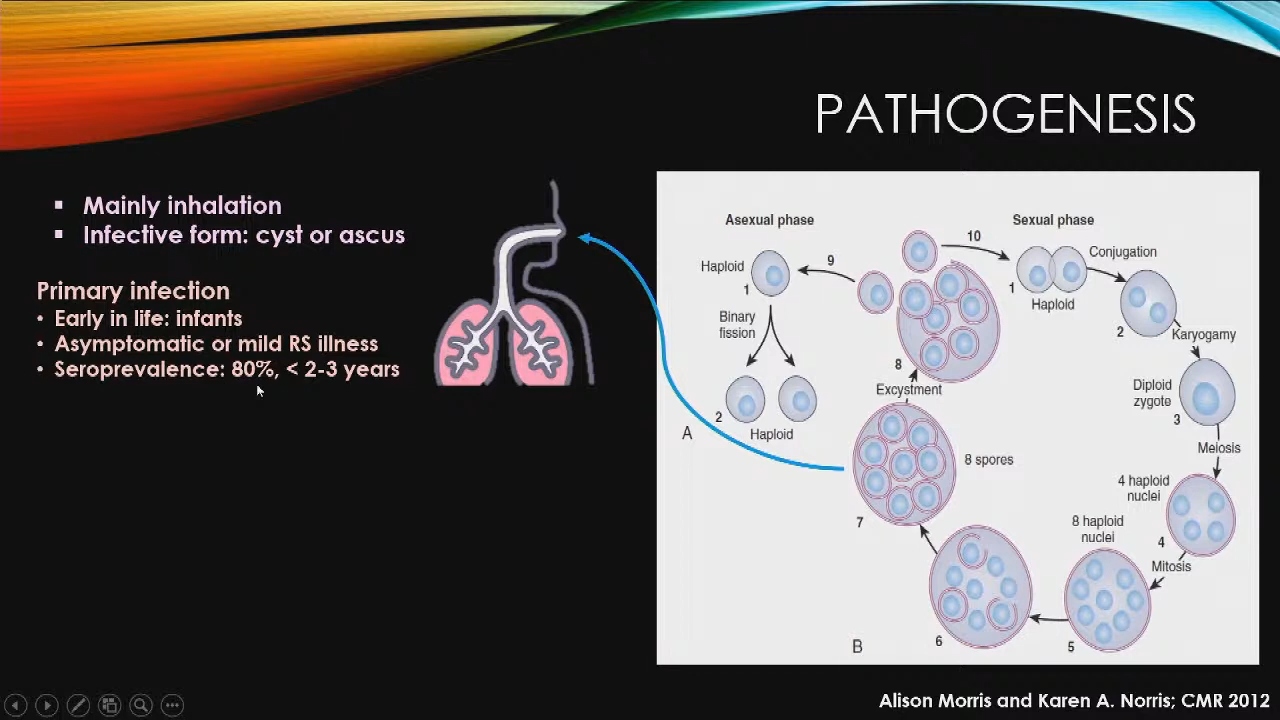 PATHOGENESIS
▪ Mainly inhalation
▪ Infective form: cyst or ascus
Primary infection
• Early in life: infants
• Asymptomatic or mild RS illness
• Seroprevalence: 80%, < 2-3 years
Asexual phase
Sexual phase
10
Conjugation
9
Haploid
1
1
Haploid
Binary
fission
2
Karyogamy
8
Excystment
Diploid
zygote
3
2
Haploid
A
Meiosis
8 spores
4 haploid
nuclei
7
8 haploid
nuclei
4
Mitosis
6
5
B
Alison Morris and Karen A. Norris; CMR 2012